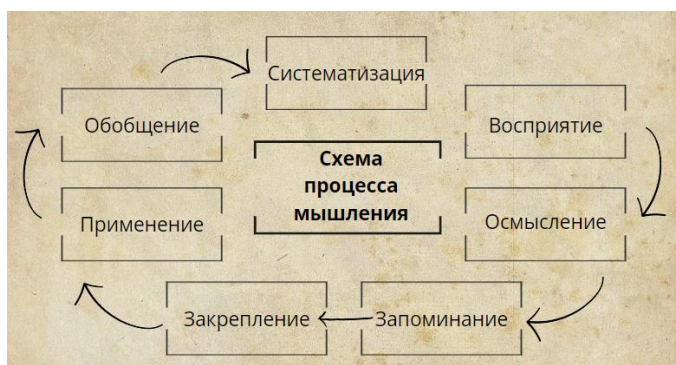 Систематизация
Обобщение
Восприятие
Схема
процесса
мышления
Применение
Осмысление
Закрепление
Запоминание